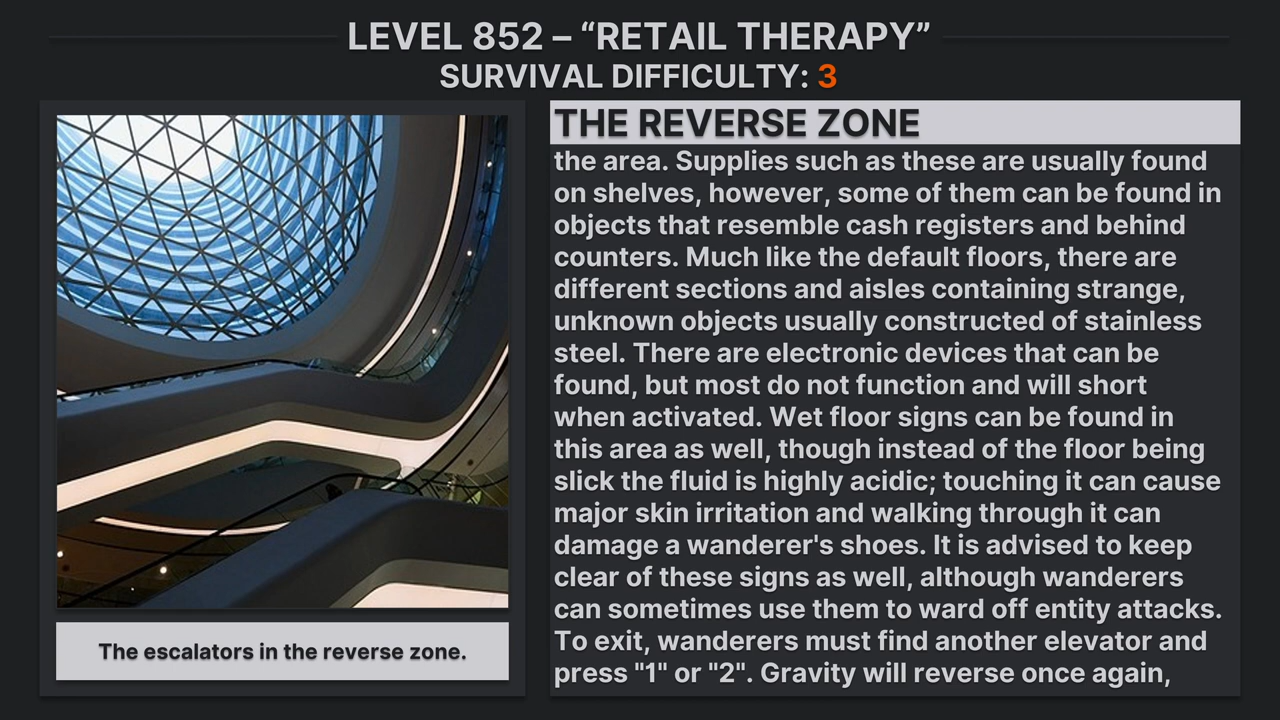 LEVEL 852 – “RETAIL THERAPY”
SURVIVAL DIFFICULTY: 3
THE REVERSE ZONE
the area. Supplies such as these are usually found
on shelves, however, some of them can be found in
objects that resemble cash registers and behind
counters. Much like the default floors, there are
different sections and aisles containing strange,
unknown objects usually constructed of stainless
steel. There are electronic devices that can be
found, but most do not function and will short
when activated. Wet floor signs can be found in
this area as well, though instead of the floor being
slick the fluid is highly acidic; touching it can cause
major skin irritation and walking through it can
damage a wanderer's shoes. It is advised to keep
clear of these signs as well, although wanderers
can sometimes use them to ward off entity attacks.
To exit, wanderers must find another elevator and
press "1" or "2". Gravity will reverse once again,
The escalators in the reverse zone.